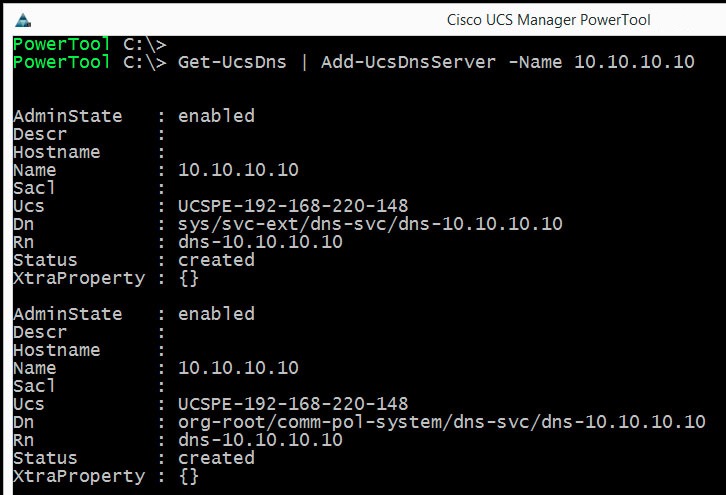 Cisco UCS Manager PowerTool
PowerTool C:\>
PowerTool C:\> Get-UcsDns | Add-UcsDnsServer -Name 10.10.10.10
AdminState : enabled
Descr :
Hostname :
Name : 10.10.10.10
Sacl :
Ucs : UCSPE-192-168-220-148
Dn : sys/svc-ext/dns-svc/dns-10.10.10.10
Rn : dns-10.10.10.10
Status : created
XtraProperty : {}
AdminState : enabled
Descr :
Hostname :
Name : 10.10.10.10
Sacl :
Ucs : UCSPE-192-168-220-148
Dn : org-root/comm-pol-system/dns-svc/dns-10.10.10.10
Rn : dns-10.10.10.10
Status : created
XtraProperty : {}